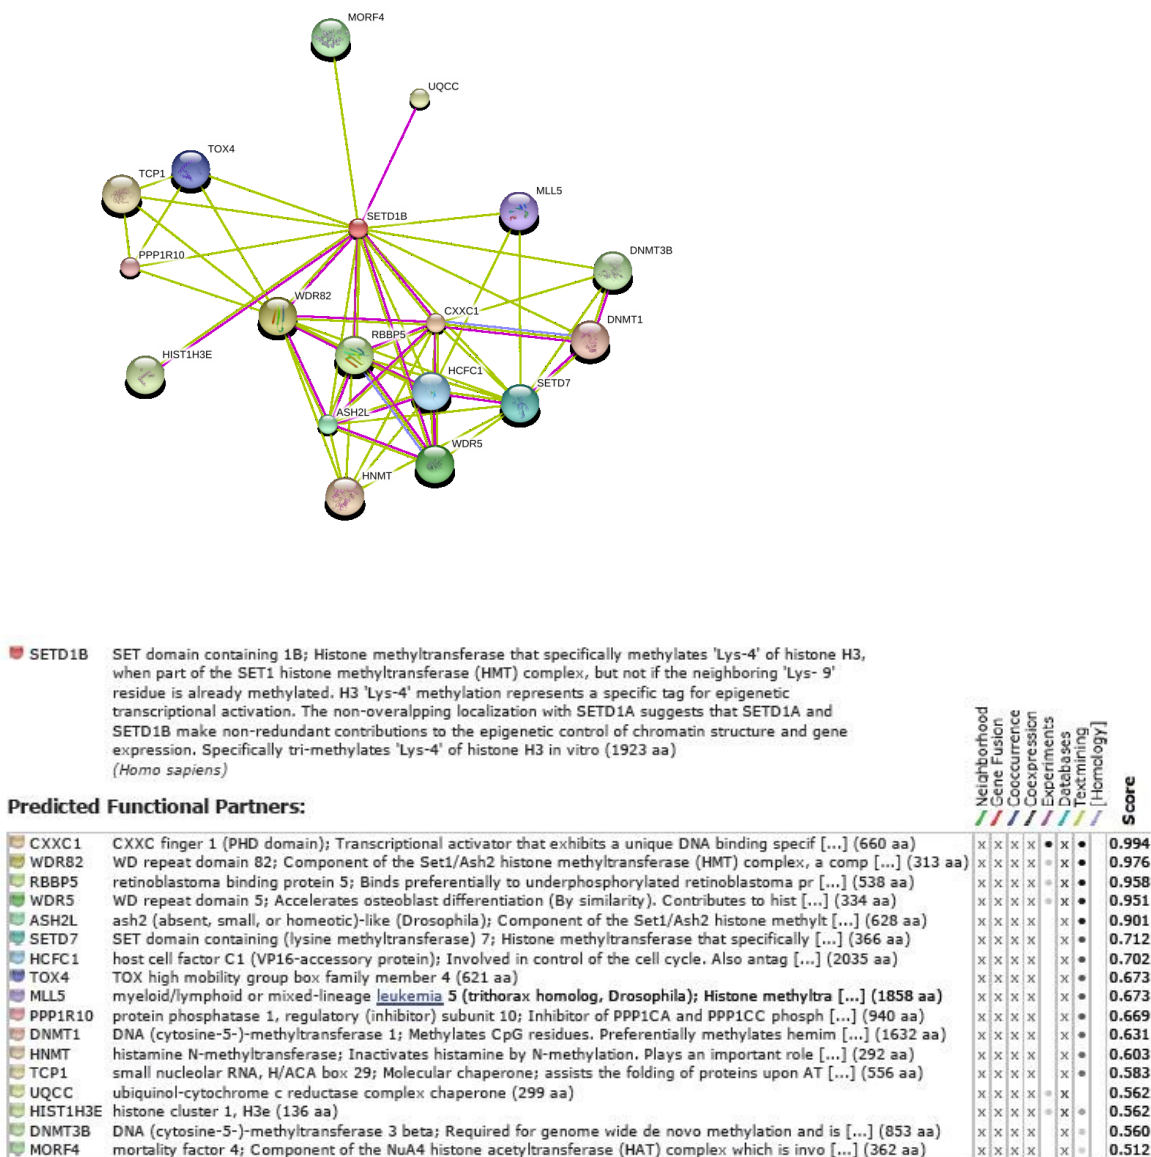 MORF4
UQCC
TOX4
TCP1
MLL5
SETD1B
DNMT3B
PPP1R10
WDR82
CXXC1
DNMT1
RBBP5
HIST1H3E
HCFC1
SETD7
ASH2L
WDR5
HNMT
SETD1B SET domain containing 1B; Histone methyltransferase that specifically methylates 'Lys-4' of histone H3,
when part of the SET1 histone methyltransferase (HMT) complex, but not if the neighboring 'Lys- 9'
residue is already methylated. H3 'Lys-4' methylation represents a specific tag for epigenetic
transcriptional activation. The non-overalpping localization with SETD1A suggests that SETD1A and
SETD1B make non-redundant contributions to the epigenetic control of chromatin structure and gene
expression. Specifically tri-methylates 'Lys-4' of histone H3 in vitro (1923 aa)
(Homo sapiens)
Neighborhood
Gene Fusion
Cooccurrence
Coexpression
Experiments
Databases
Textmining
[Homology]
Score
Predicted Functional Partners:
CXXC1 CXXC finger 1 (PHD domain); Transcriptional activator that exhibits a unique DNA binding specif [...] (660 aa) x x x x x 0.994
WDR82 WD repeat domain 82; Component of the Set1/Ash2 histone methyltransferase (HMT) complex, a comp [...] (313 aa) x x x x x 0.976
RBBP5 retinoblastoma binding protein 5; Binds preferentially to underphosphorylated retinoblastoma pr [...] (538 aa) x x x x x 0.958
WDR5 WD repeat domain 5; Accelerates osteoblast differentiation (By similarity). Contributes to hist [...] (334 aa) x x x x x 0.951
ASH2L ash2 (absent, small, or homeotic)-like (Drosophila); Component of the Set1/Ash2 histone methylt [...] (628 aa) x x x x x 0.901
SETD7 SET domain containing (lysine methyltransferase) 7; Histone methyltransferase that specifically [...] (366 aa) x x x x x 0.712
HCFC1 host cell factor C1 (VP16-accessory protein); Involved in control of the cell cycle. Also antag [...] (2035 aa) x x x x x 0.702
TOX4 TOX high mobility group box family member 4 (621 aa) x x x x x 0.673
MLL5 myeloid/lymphoid or mixed-lineage leukemia 5 (trithorax homolog, Drosophila); Histone methyltra [...] (1858 aa) x x x x x 0.673
PPP1R10 protein phosphatase 1, regulatory (inhibitor) subunit 10; Inhibitor of PPP1CA and PPP1CC phosph [...] (940 aa) x x x x x 0.669
DNMT1 DNA (cytosine-5-)-methyltransferase 1; Methylates CpG residues. Preferentially methylates hemim [...] (1632 aa) x x x x x 0.631
HNMT histamine N-methyltransferase; Inactivates histamine by N-methylation. Plays an important role [...] (292 aa) x x x x x 0.603
TCP1 small nucleolar RNA, H/ACA box 29; Molecular chaperone; assists the folding of proteins upon AT [...] (556 aa) x x x x x 0.583
UQCC ubiquinol-cytochrome c reductase complex chaperone (299 aa) x x x x x 0.562
HIST1H3E histone cluster 1, H3e (136 aa) x x x x x 0.562
DNMT3B DNA (cytosine-5-)-methyltransferase 3 beta; Required for genome wide de novo methylation and is [...] (853 aa) x x x x x 0.560
MORF4 mortality factor 4; Component of the NuA4 histone acetyltransferase (HAT) complex which is invo [...] (362 aa) x x x x x 0.512